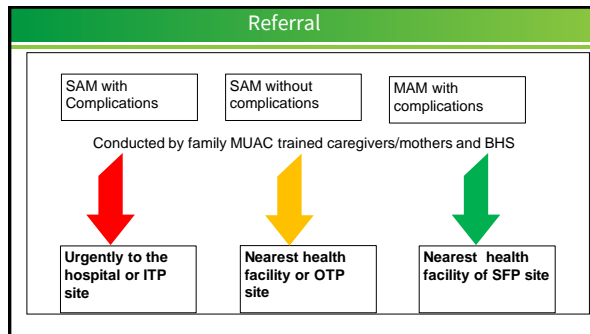 Referral
SAM with
Complications
SAM without
complications
MAM with
complications
Conducted by family MUAC trained caregivers/mothers and BHS
Urgently to the
hospital or ITP
site
Nearest health
facility or OTP
site
Nearest health
facility of SFP site